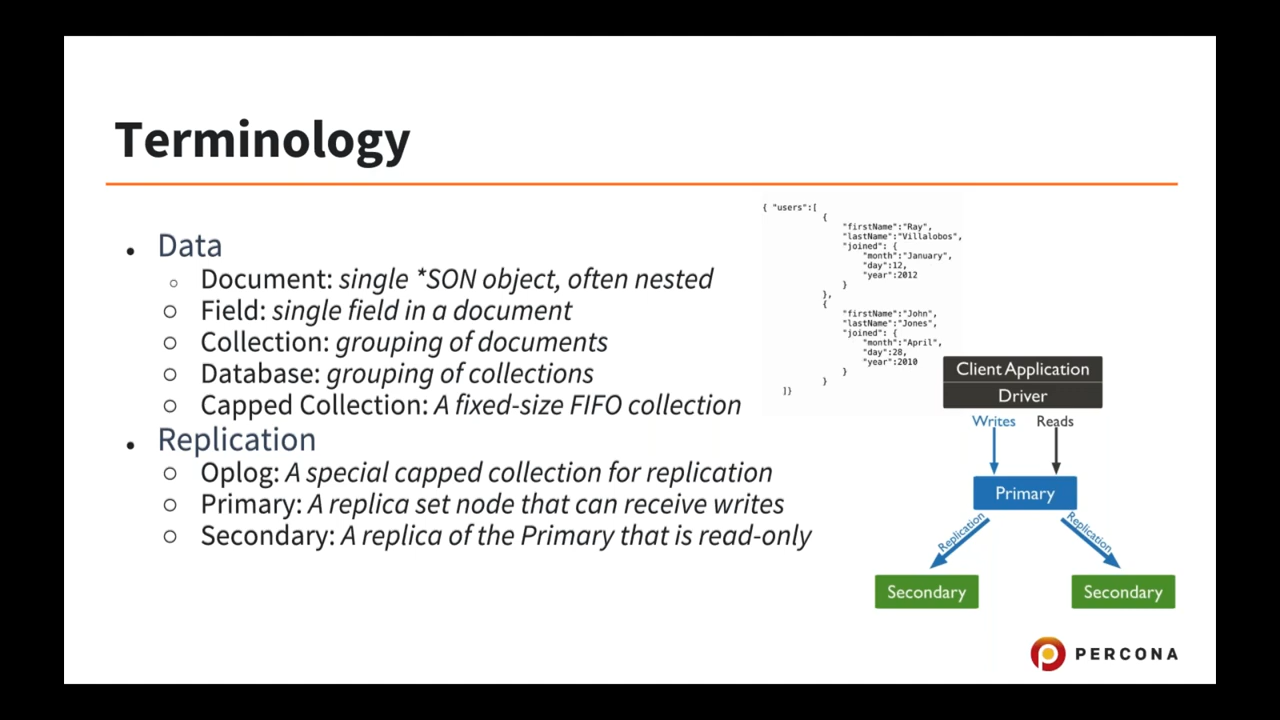 Terminology
• Data
○ Document: single *SON object, often nested
○ Field: single field in a document
○ Collection: grouping of documents
○ Database: grouping of collections
○ Capped Collection: A fixed-size FIFO collection
• Replication
○ Oplog: A special capped collection for replication
○ Primary: A replica set node that can receive writes
○ Secondary: A replica of the Primary that is read-only
{ "users":[
{
"firstName":"Ray",
"lastName":"Villalobos",
"joined": {
"month":"January",
"day":12,
"year":2012
}
},
{
"firstName":"John",
"lastName":"Jones",
"joined": {
"month":"April",
"day":28,
"year":2010
}
}
]}
Client Application
Driver
Writes Reads
Primary
Replication Replication
Secondary Secondary
PERCONA